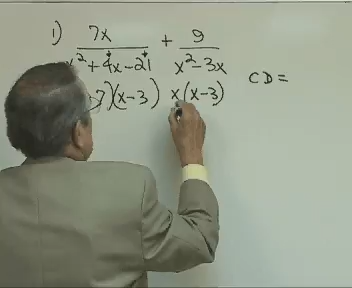 1) 7x/(x² + 4x - 21) + 9/(x² - 3x)
7)(x-3) x(x-3) CD =